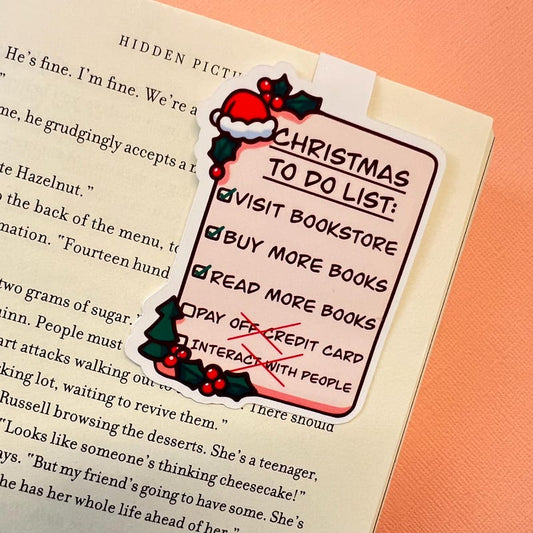 HIDDEN PICTU
He's fine. I'm fine. We're a
"
me, he grudgingly accepts a
te Hazelnut."
the back of the menu, to
mation. "Fourteen hund
two grams of sugar."
uinn. People must
art attacks walking out
king lot, waiting to revive them." There should
Russell browsing the desserts. She's a teenager,
"Looks like someone's thinking cheesecake!"
ays. "But my friend's going to have some. She's
he has her whole life ahead of her."
CHRISTMAS
TO DO LIST:
VISIT BOOKSTORE
BUY MORE BOOKS
READ MORE BOOKS
PAY OFF CREDIT CARD
INTERACT WITH PEOPLE